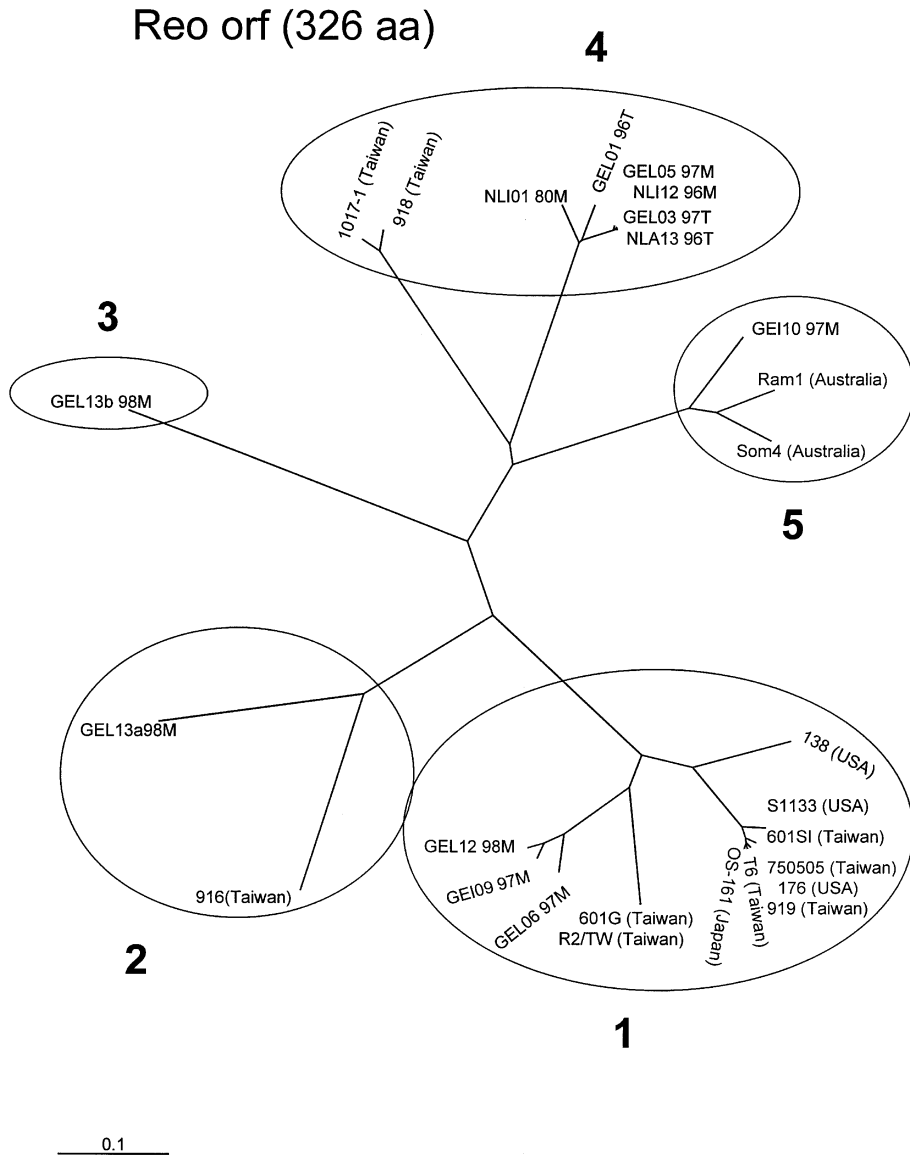 Reo orf (326 aa)
4
1017-1 (Taiwan)
918 (Taiwan)
NLI01 80M
GEL01 96T
GEL05 97M
NLI12 96M
GEL03 97T
NLA13 96T
3
GEL13b 98M
GEI10 97M
Ram1 (Australia)
Som4 (Australia)
5
GEL13a98M
916(Taiwan)
2
138 (USA)
S1133 (USA)
601SI (Taiwan)
T6 (Taiwan)
OS-161 (Japan)
750505 (Taiwan)
176 (USA)
919 (Taiwan)
GEL12 98M
GEI09 97M
GEL06 97M
601G (Taiwan)
R2/TW (Taiwan)
1
0.1